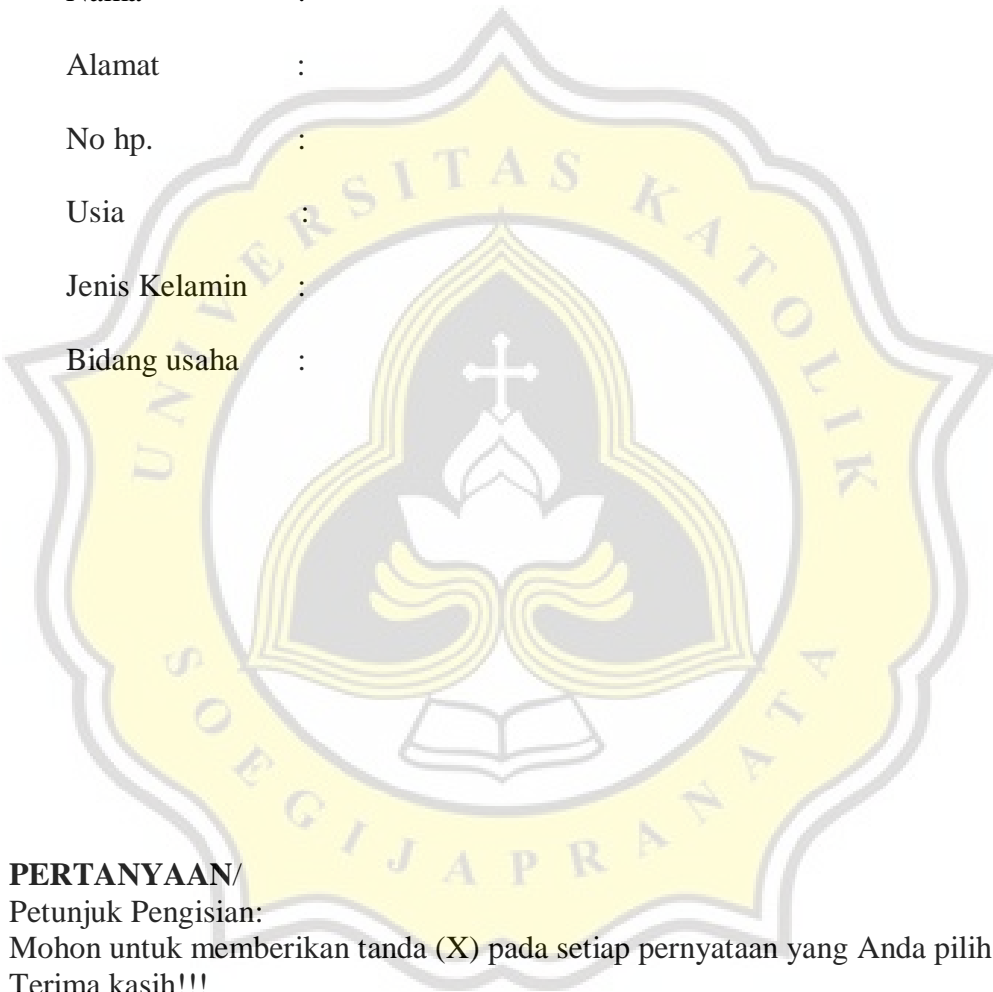 Nama :
Alamat :
No hp. :
Usia :
Jenis Kelamin :
Bidang usaha :
UNIVERSITAS KATOLIK
SOEGIJAPRANATA
PERTANYAAN/
Petunjuk Pengisian:
Mohon untuk memberikan tanda (X) pada setiap pernyataan yang Anda pilih
Terima kasih!!!